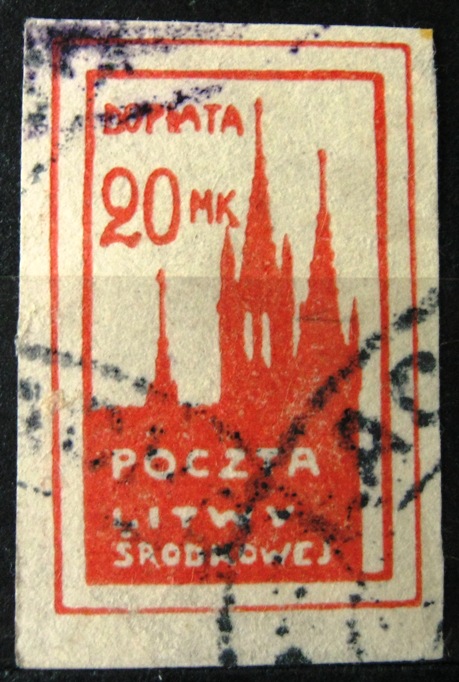 DOPŁATA
20 MK
POCZTA
LITWY
ŚRODKOWEJ